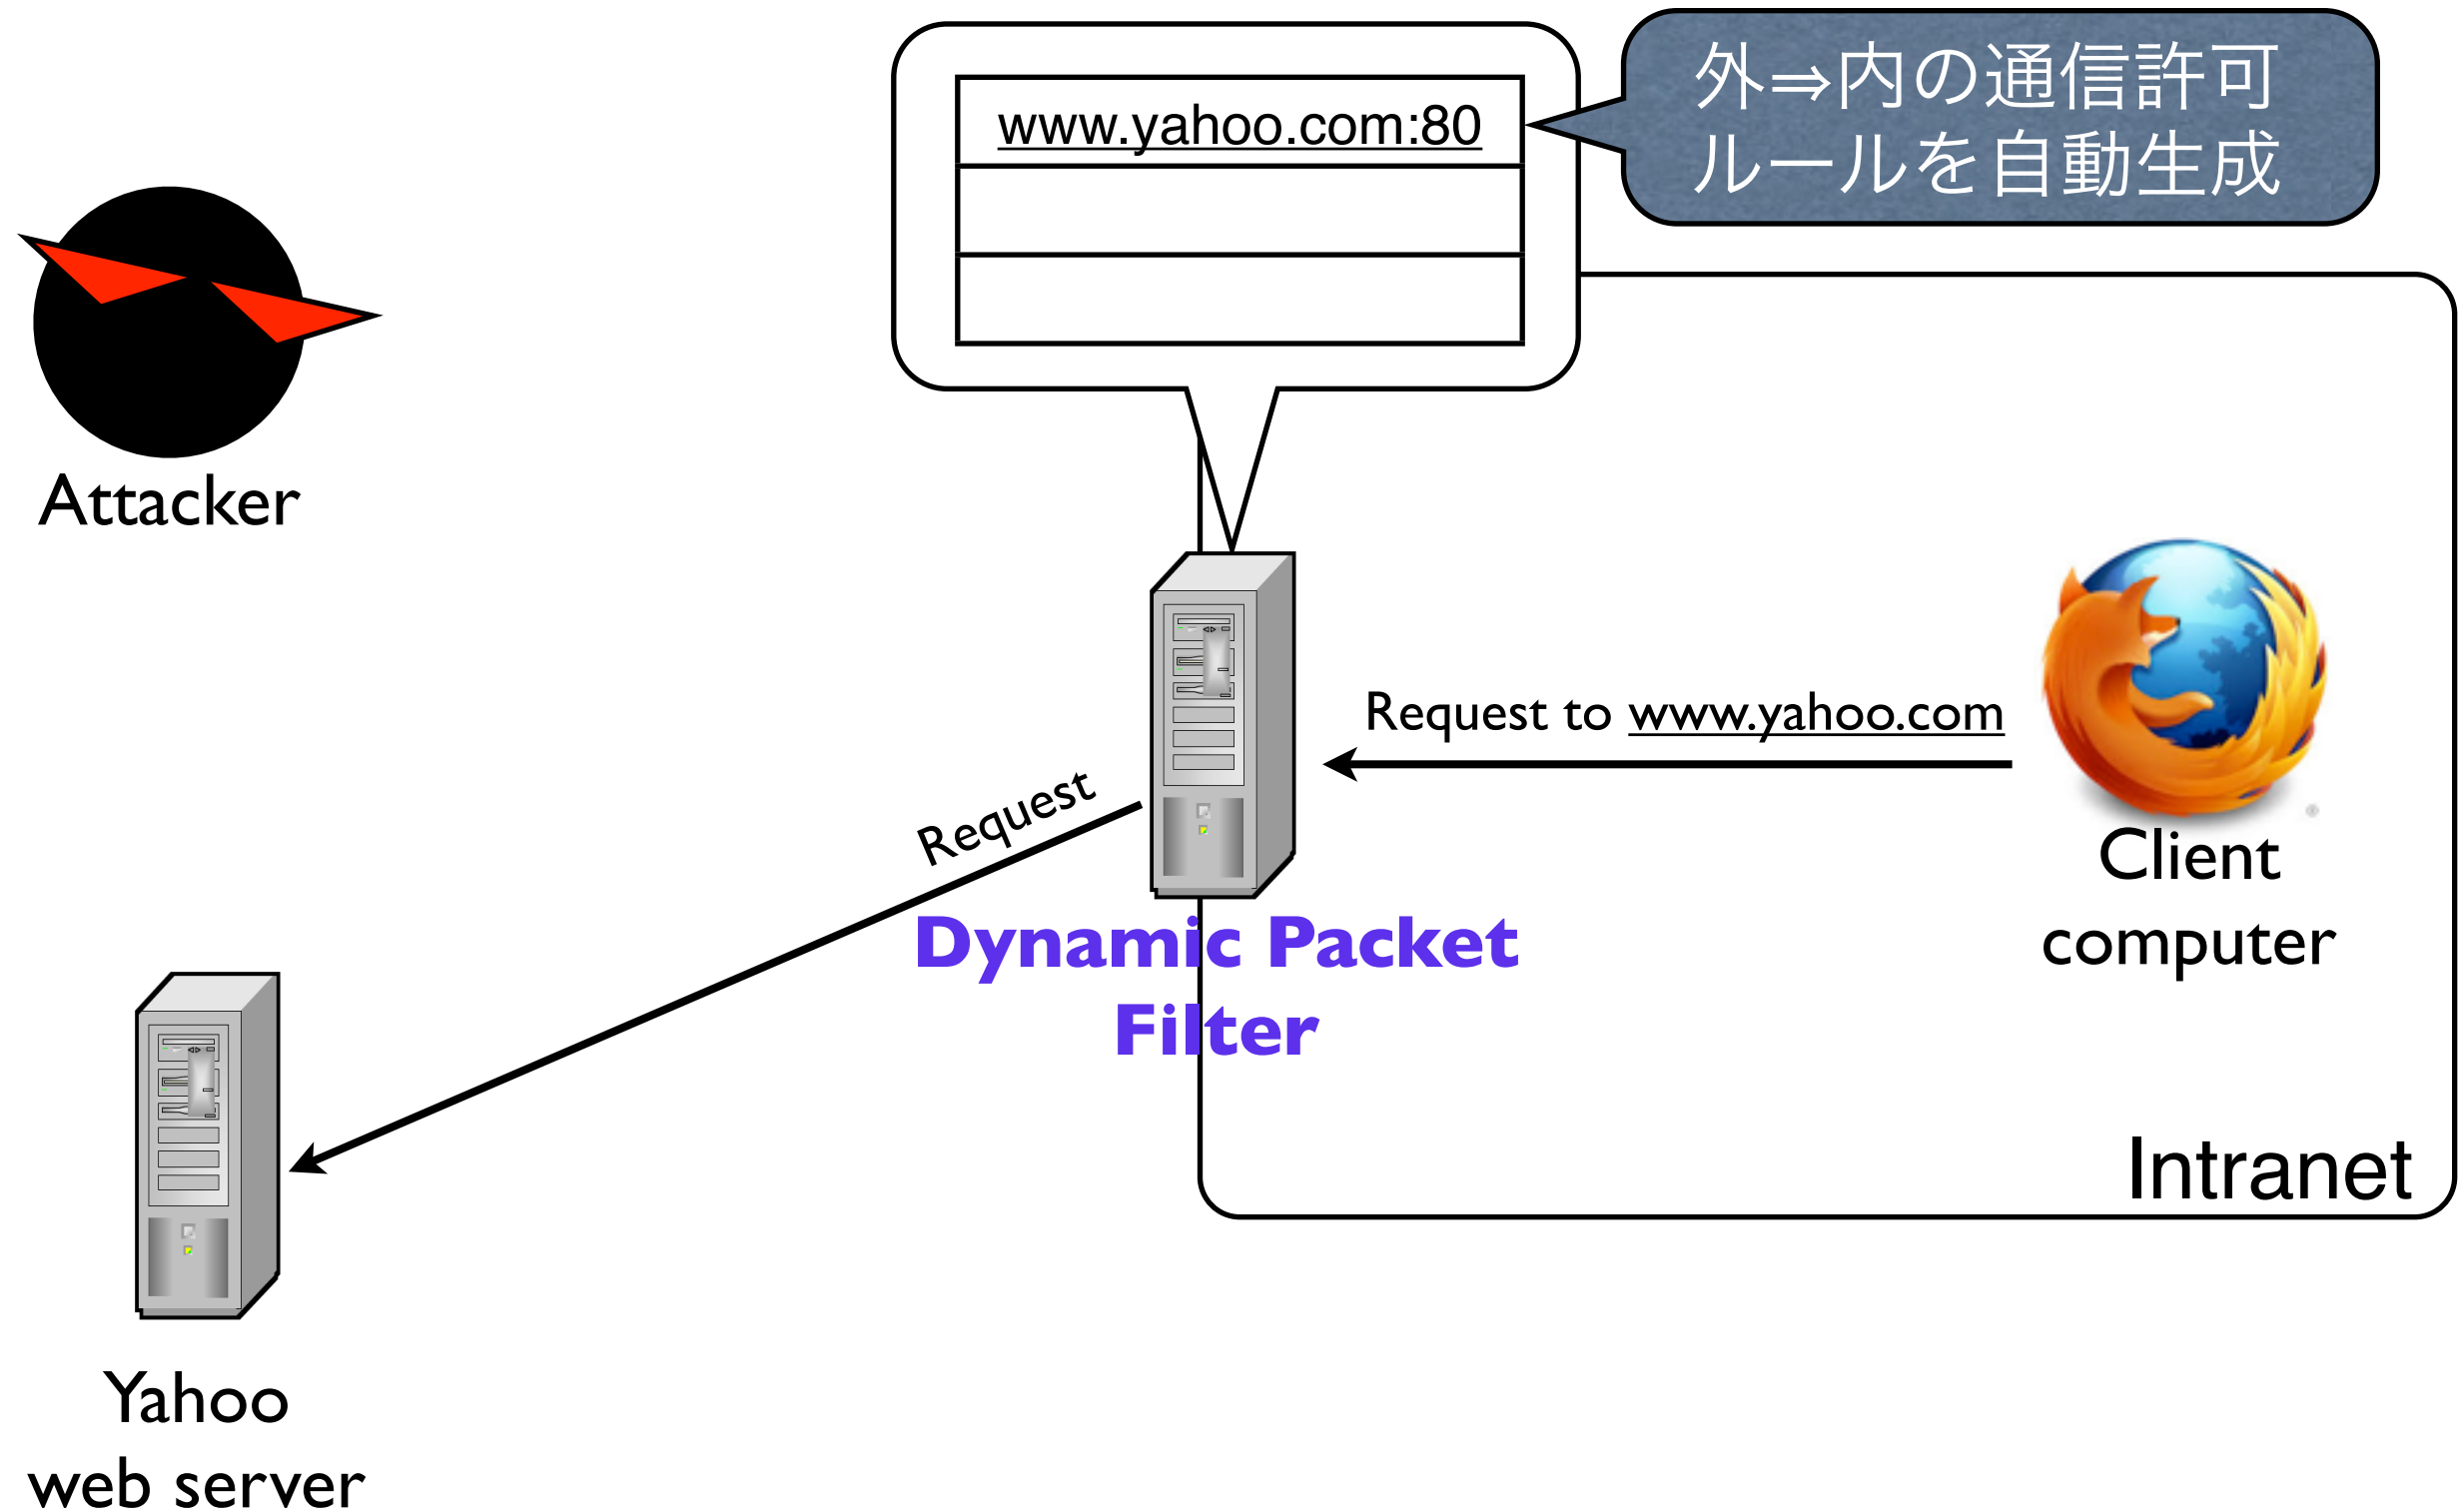 外⇒内の通信許可
ルールを自動生成
www.yahoo.com:80
Attacker
Request to www.yahoo.com
Request
Client
computer
Dynamic Packet
Filter
Intranet
Yahoo
web server